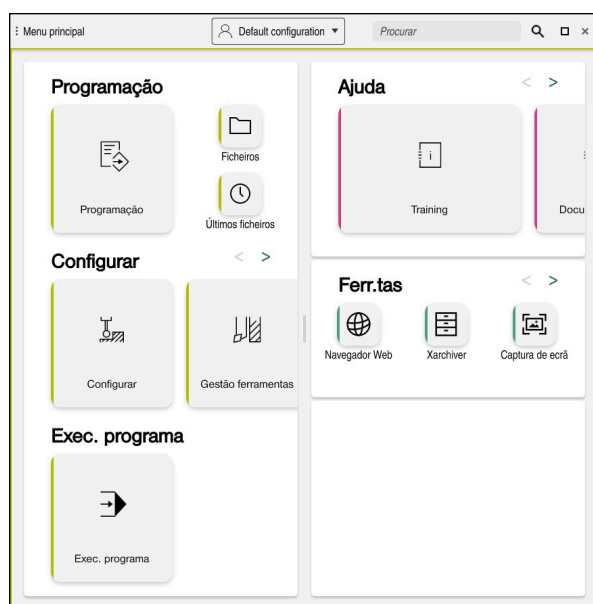 Menu principal
Default configuration
Procurar
Programação
Programação
Ficheiros
Últimos ficheiros
Configurar
Configurar
Gestão ferramentas
Exec. programa
Exec. programa
Ajuda
Training
Docu
Ferr.tas
Navegador Web
Xarchiver
Captura de ecrã